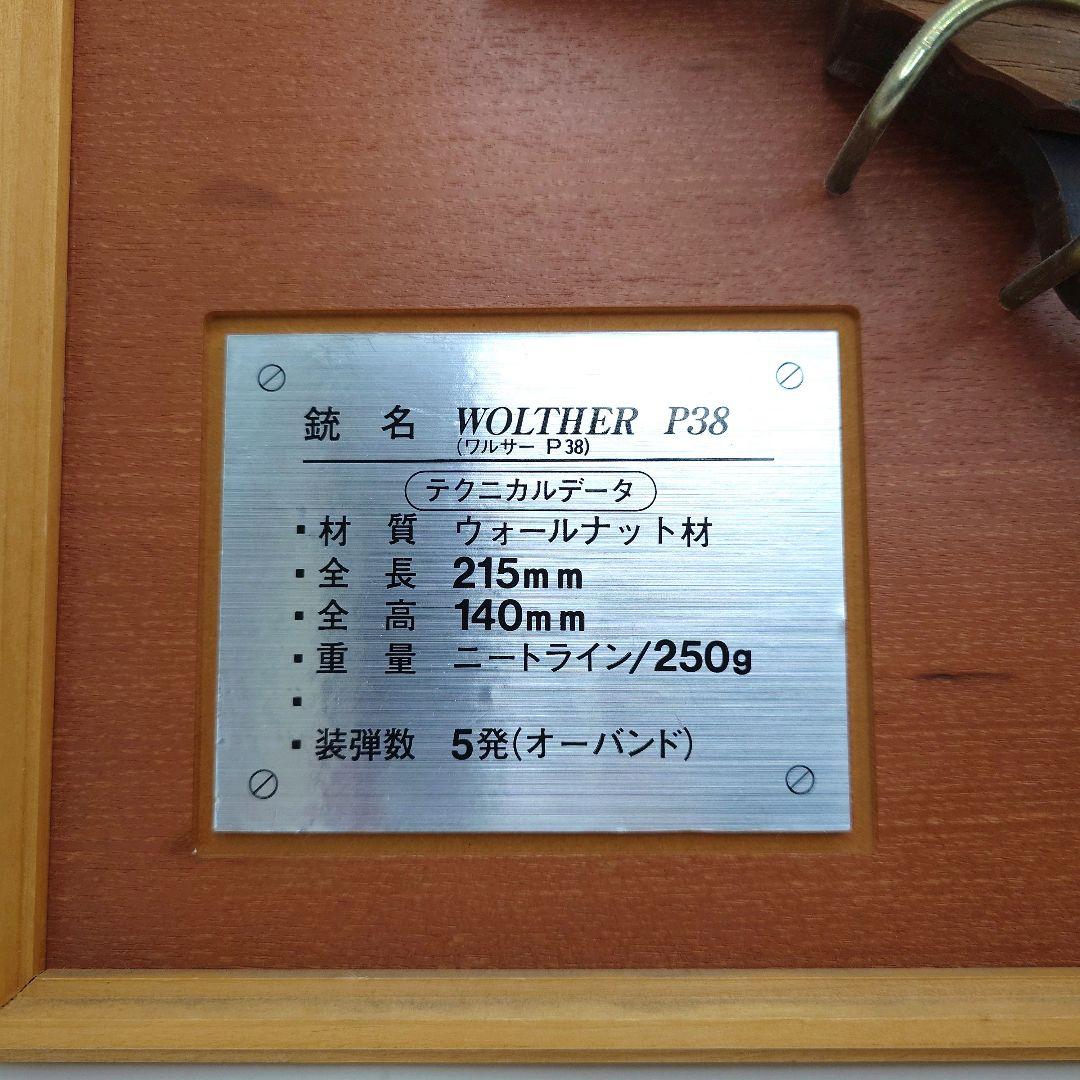 銃名 WOLTHER P38
(ワルサー P38)
テクニカルデータ
・材質 ウォールナット材
・全長 215mm
・全高 140mm
・重量 ニートライン/250g
・
・装弾数 5発(オーバンド)